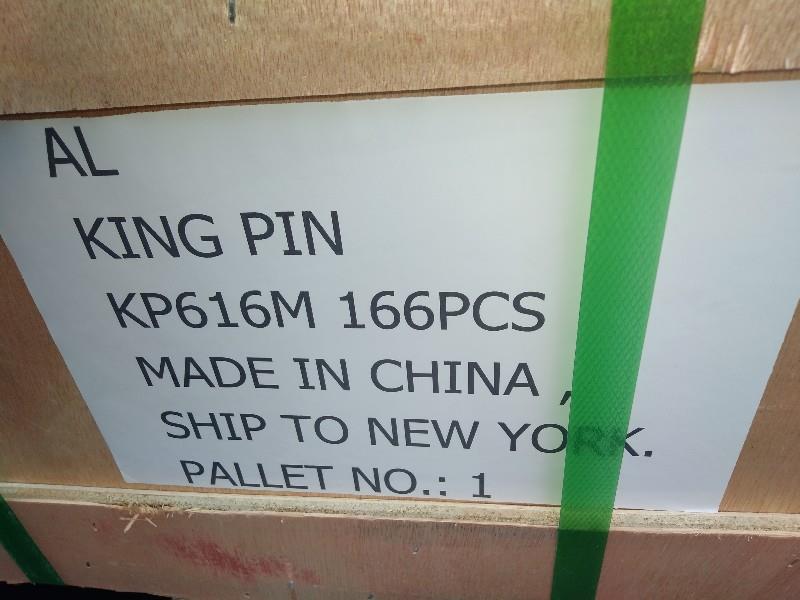 AL
KING PIN
KP616M 166PCS
MADE IN CHINA ,
SHIP TO NEW YORK.
PALLET NO.: 1